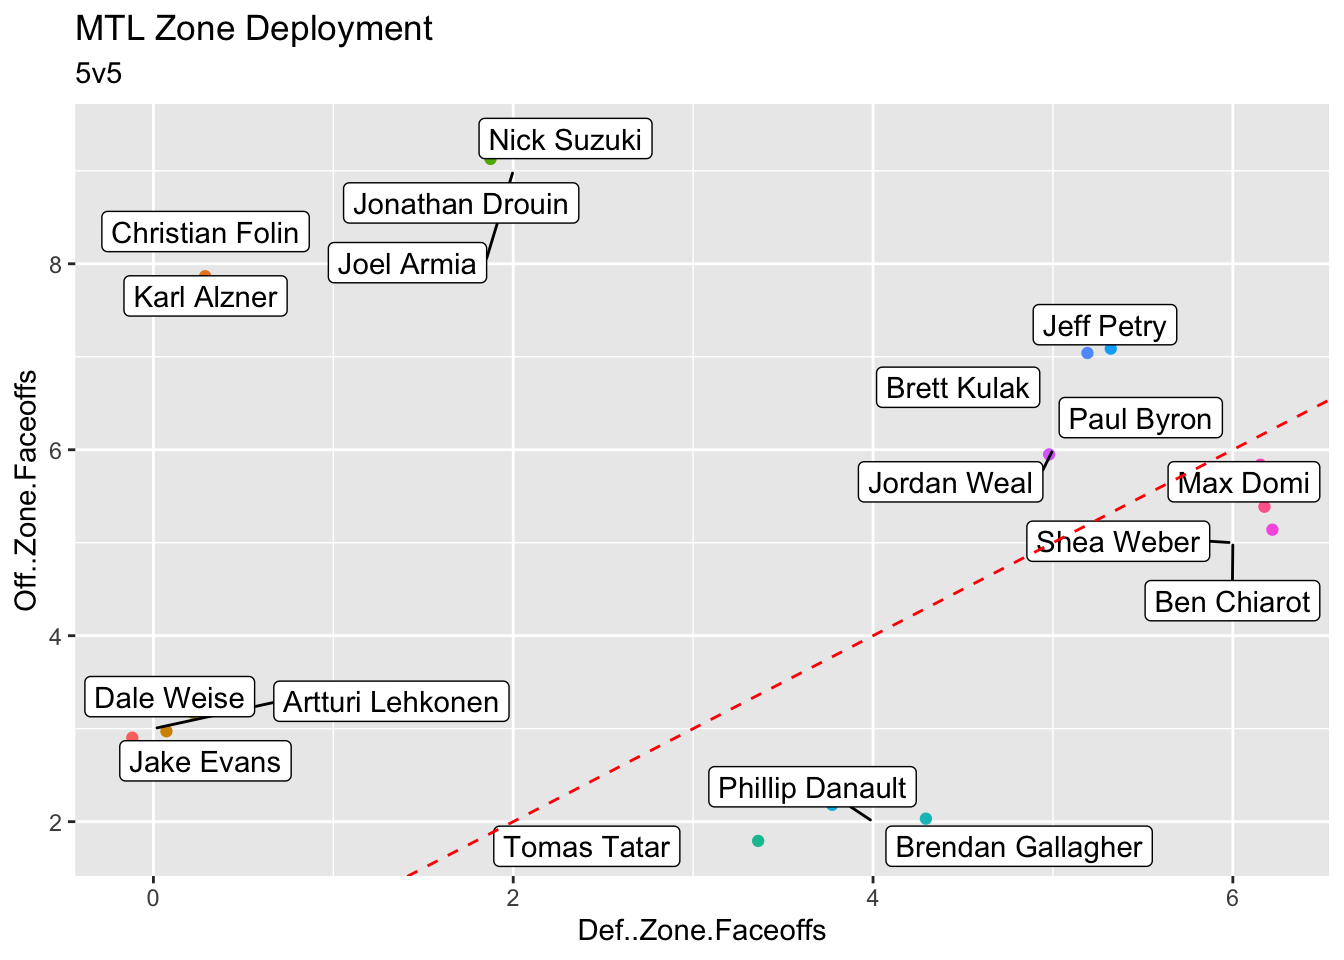 MTL Zone Deployment
5v5
Nick Suzuki
Jonathan Drouin
Christian Folin
Joel Armia
Karl Alzner
Jeff Petry
Brett Kulak
Paul Byron
Jordan Weal
Max Domi
Shea Weber
Ben Chiarot
Dale Weise
Artturi Lehkonen
Jake Evans
Phillip Danault
Tomas Tatar
Brendan Gallagher
8
6
4
2
Off..Zone.Faceoffs
0 2 4 6
Def..Zone.Faceoffs